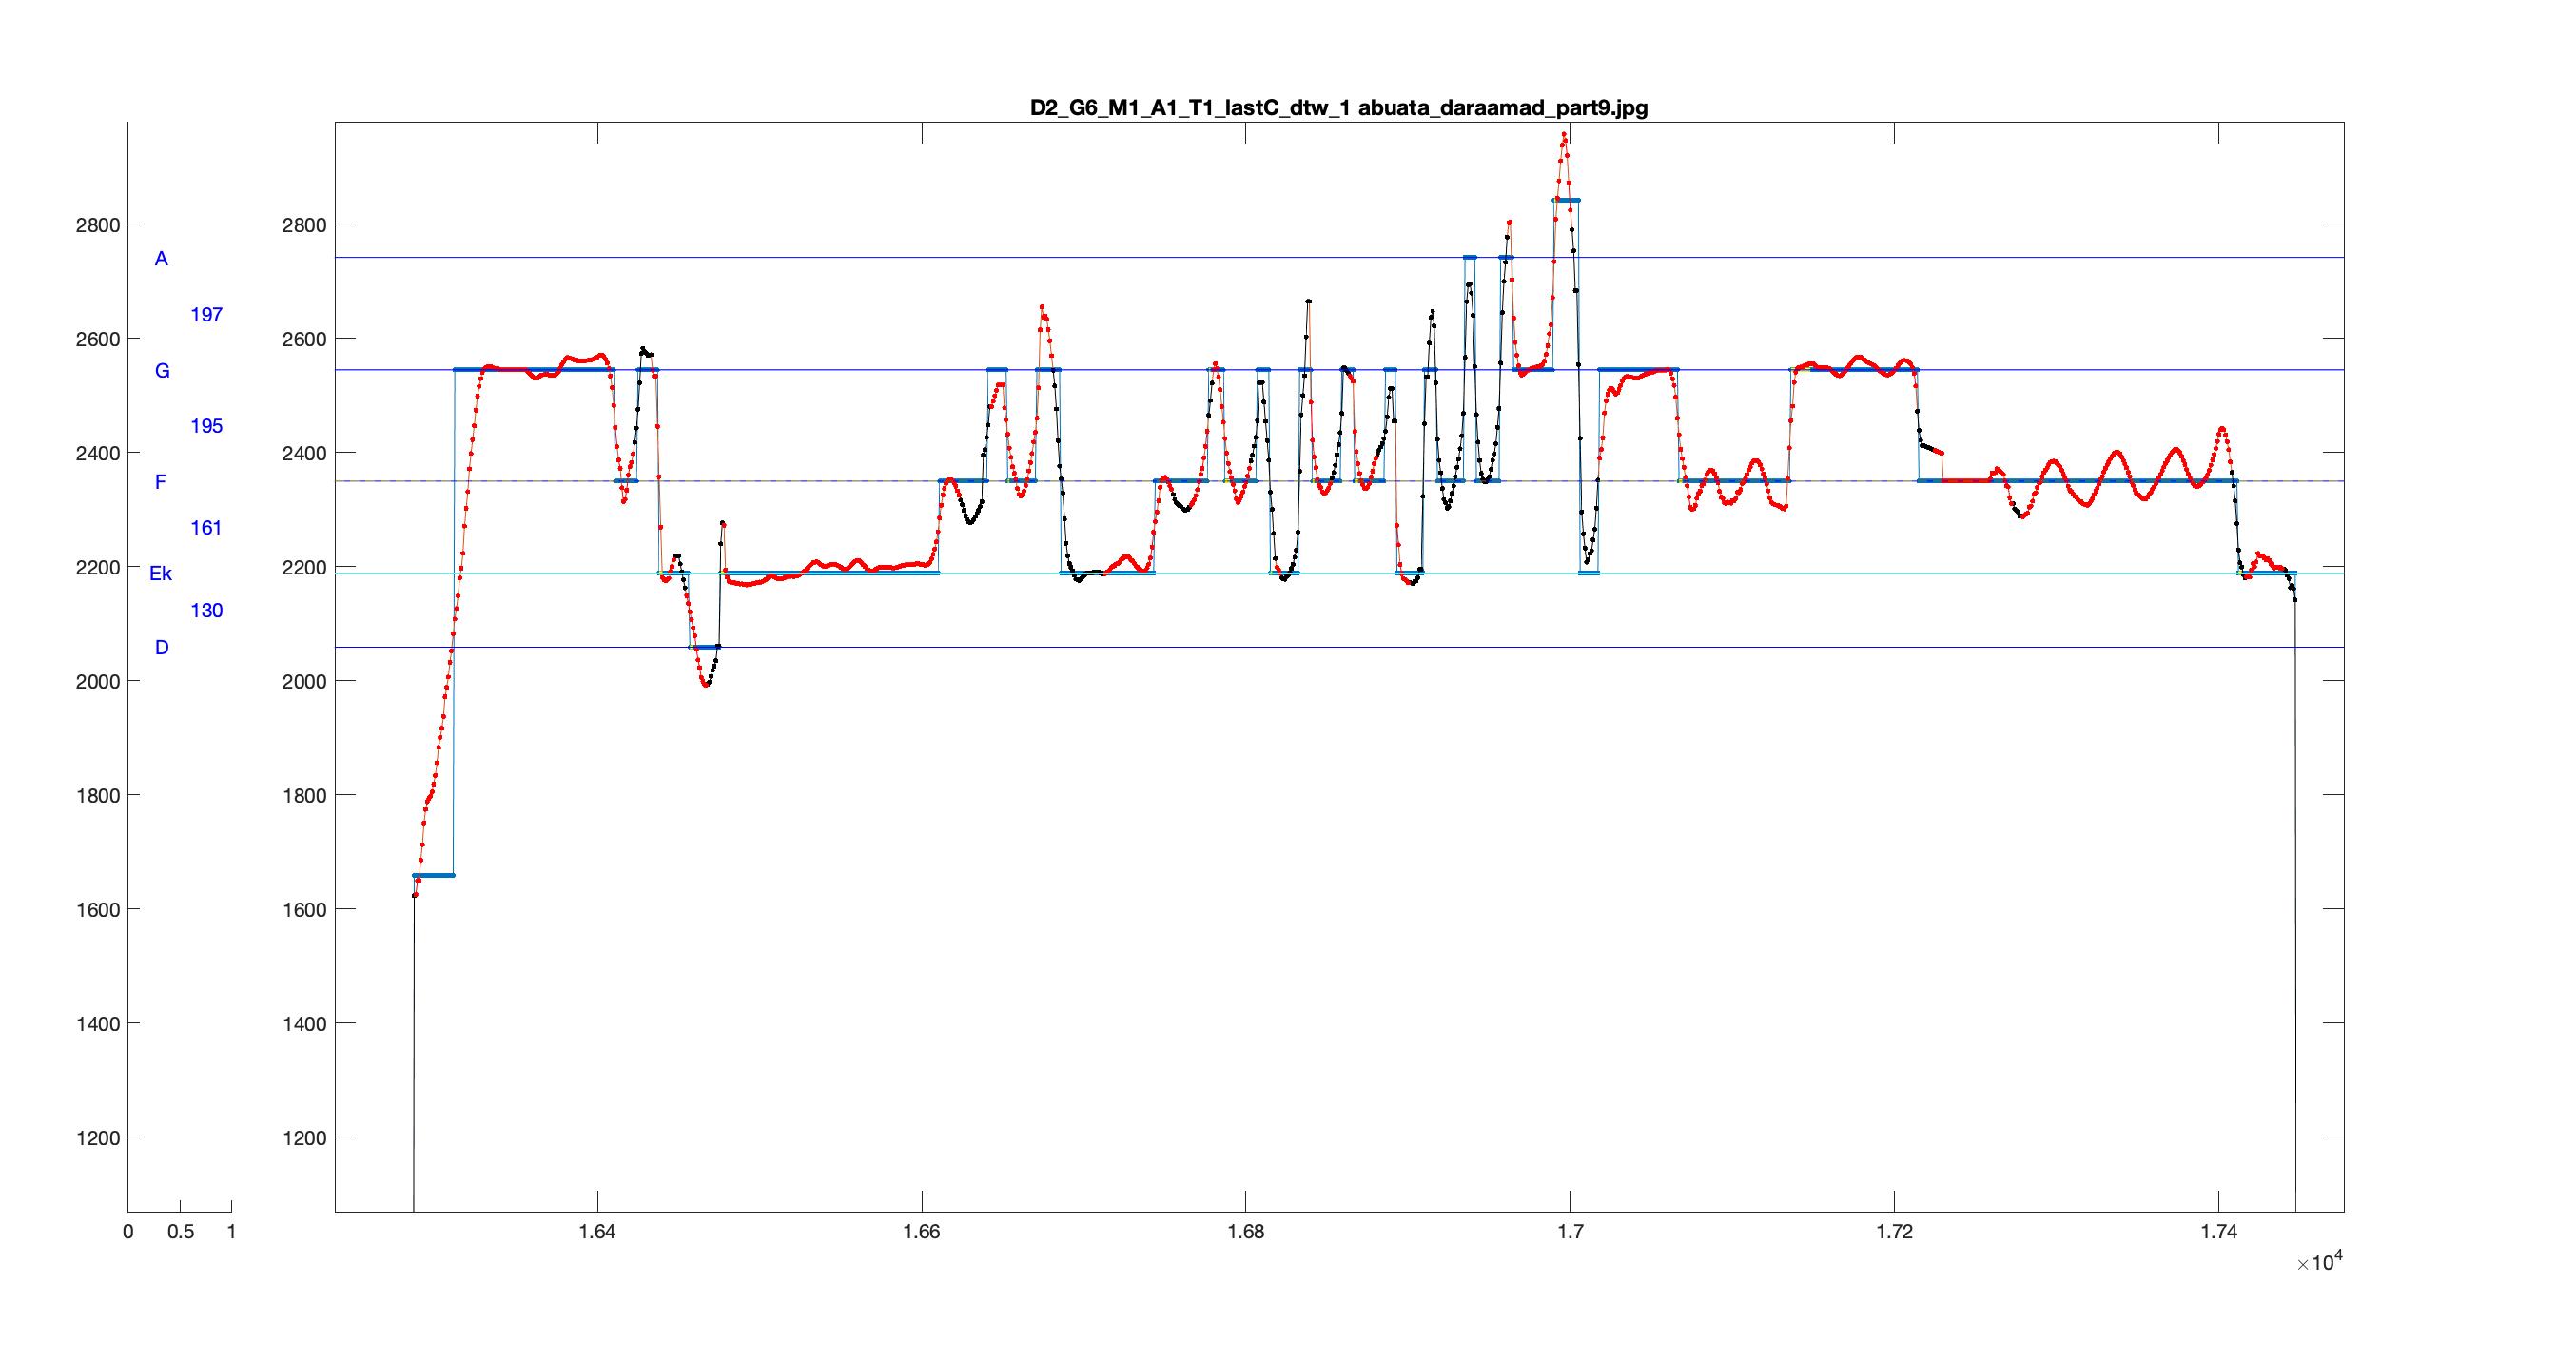 D2_G6_M1_A1_T1_lastC_dtw_1 abuata_daraamad_part9.jpg
2800 2800
A
197
2600 2600
G
195
2400 2400
F
161
2200 Ek 2200
130
D
2000 2000
1800 1800
1600 1600
1400 1400
1200 1200
0 0.5 1 1.64 1.66 1.68 1.7 1.72 1.74
×10^4